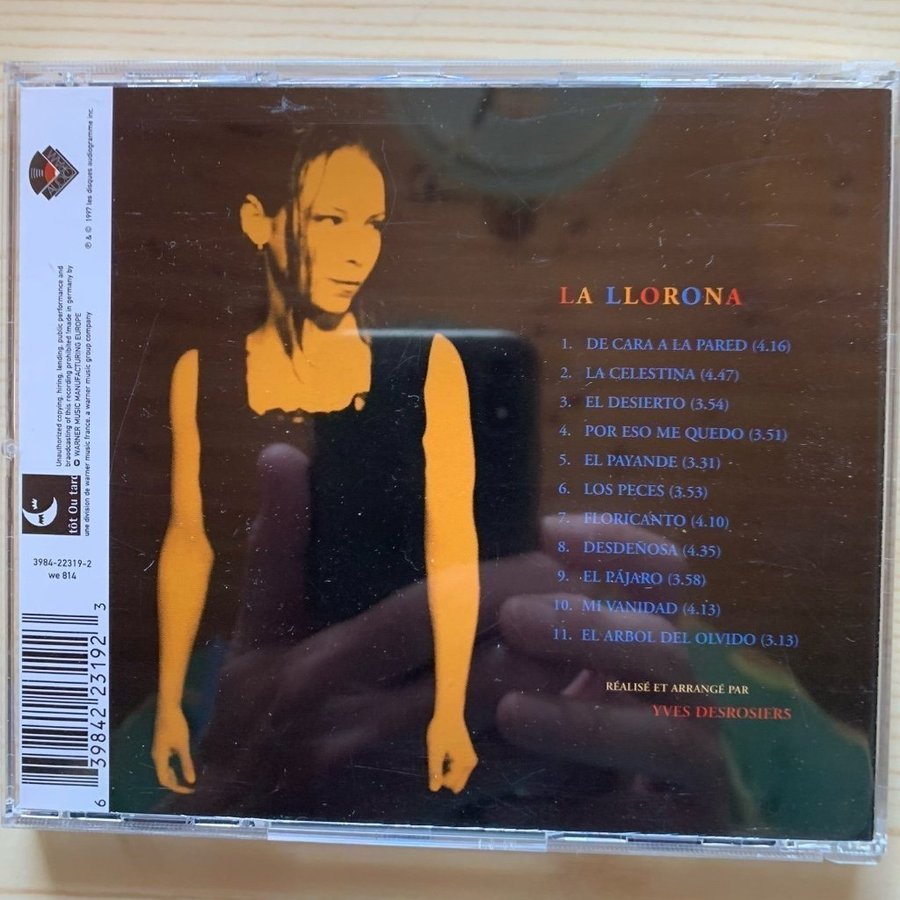 LA LLORONA
1. DE CARA A LA PARED (4.16)
2. LA CELESTINA (4.47)
3. EL DESIERTO (3.54)
4. POR ESO ME QUEDO (3.51)
5. EL PAYANDE (3.31)
6. LOS PECES (3.53)
7. FLORICANTO (4.10)
8. DESDEÑOSA (4.35)
9. EL PÁJARO (3.58)
10. MI VANIDAD (4.13)
11. EL ARBOL DEL OLVIDO (3.13)
RÉALISÉ ET ARRANGÉ PAR
YVES DESROSIERS
℗ & © 1997 les disques audiogramme inc.
Unauthorized copying, hiring, lending, public performance and
broadcasting of this recording prohibited made in germany by
WARNER MUSIC MANUFACTURING EUROPE
une division de warner music france, a warner music group company
tôt Ou tard
3984-22319-2
we 814
6 39842 23192 3